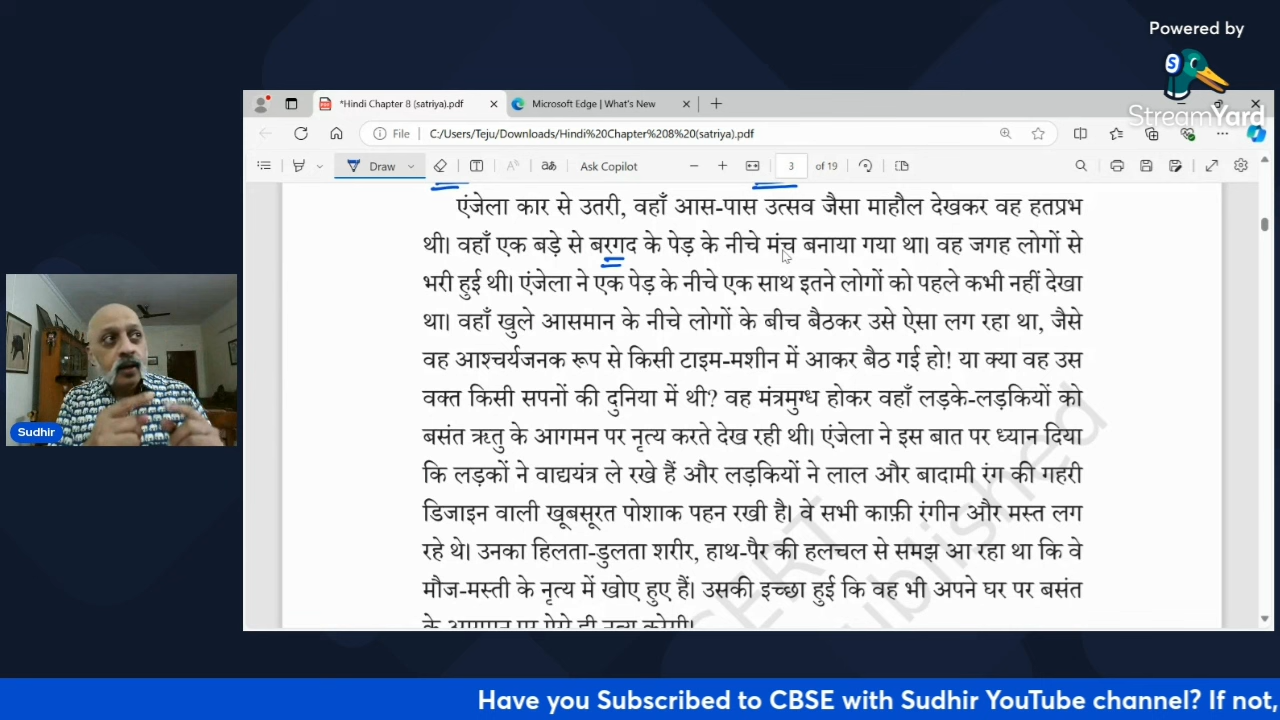 Powered by
StreamYard
*Hindi Chapter 8 (satriya).pdf
Microsoft Edge | What's New
File
C:/Users/Teju/Downloads/Hindi%20Chapter%208%20(satriya).pdf
Draw
Ask Copilot
3 of 19
एंजेला कार से उतरी, वहाँ आस-पास उत्सव जैसा माहौल देखकर वह हतप्रभ
थी। वहाँ एक बड़े से बरगद के पेड़ के नीचे मंच बनाया गया था। वह जगह लोगों से
भरी हुई थी। एंजेला ने एक पेड़ के नीचे एक साथ इतने लोगों को पहले कभी नहीं देखा
था। वहाँ खुले आसमान के नीचे लोगों के बीच बैठकर उसे ऐसा लग रहा था, जैसे
वह आश्चर्यजनक रूप से किसी टाइम-मशीन में आकर बैठ गई हो! या क्या वह उस
वक्त किसी सपनों की दुनिया में थी? वह मंत्रमुग्ध होकर वहाँ लड़के-लड़कियों को
बसंत ऋतु के आगमन पर नृत्य करते देख रही थी। एंजेला ने इस बात पर ध्यान दिया
कि लड़कों ने वाद्ययंत्र ले रखे हैं और लड़कियों ने लाल और बादामी रंग की गहरी
डिजाइन वाली खूबसूरत पोशाक पहन रखी है। वे सभी काफ़ी रंगीन और मस्त लग
रहे थे। उनका हिलता-डुलता शरीर, हाथ-पैर की हलचल से समझ आ रहा था कि वे
मौज-मस्ती के नृत्य में खोए हुए हैं। उसकी इच्छा हुई कि वह भी अपने घर पर बसंत
के आगमन पर ऐसे ही नृत्य करेगी।
Sudhir
Have you Subscribed to CBSE with Sudhir YouTube channel? If not,